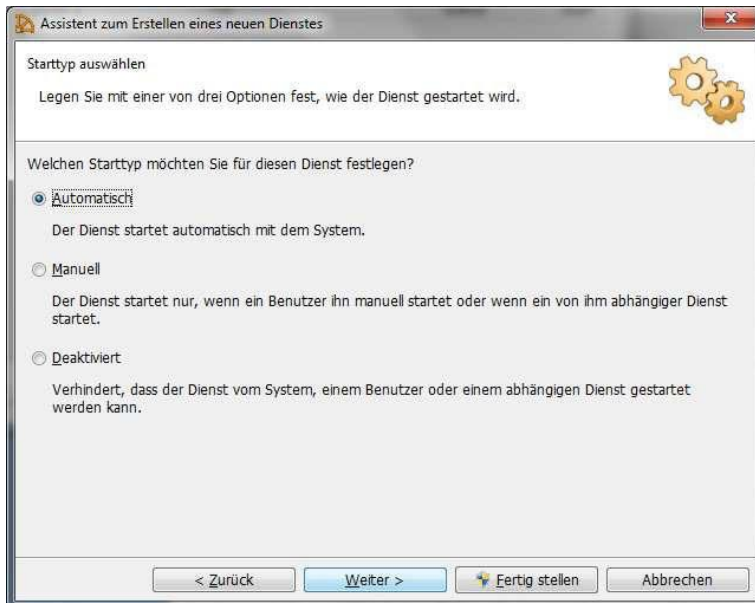 Assistent zum Erstellen eines neuen Dienstes
Starttyp auswählen
Legen Sie mit einer von drei Optionen fest, wie der Dienst gestartet wird.
Welchen Starttyp möchten Sie für diesen Dienst festlegen?
Automatisch
Der Dienst startet automatisch mit dem System.
Manuell
Der Dienst startet nur, wenn ein Benutzer ihn manuell startet oder wenn ein von ihm abhängiger Dienst
startet.
Deaktiviert
Verhindert, dass der Dienst vom System, einem Benutzer oder einem abhängigen Dienst gestartet
werden kann.
< Zurück Weiter > Fertig stellen Abbrechen